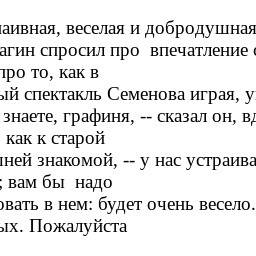 наивная, веселая и добродушная
агин спросил про впечатление
про то, как в
ый спектакль Семенова играя, у
знаете, графиня, -- сказал он,
как к старой
ней знакомой, -- у нас устраива
; вам бы надо
овать в нем: будет очень весело.
ых. Пожалуйста